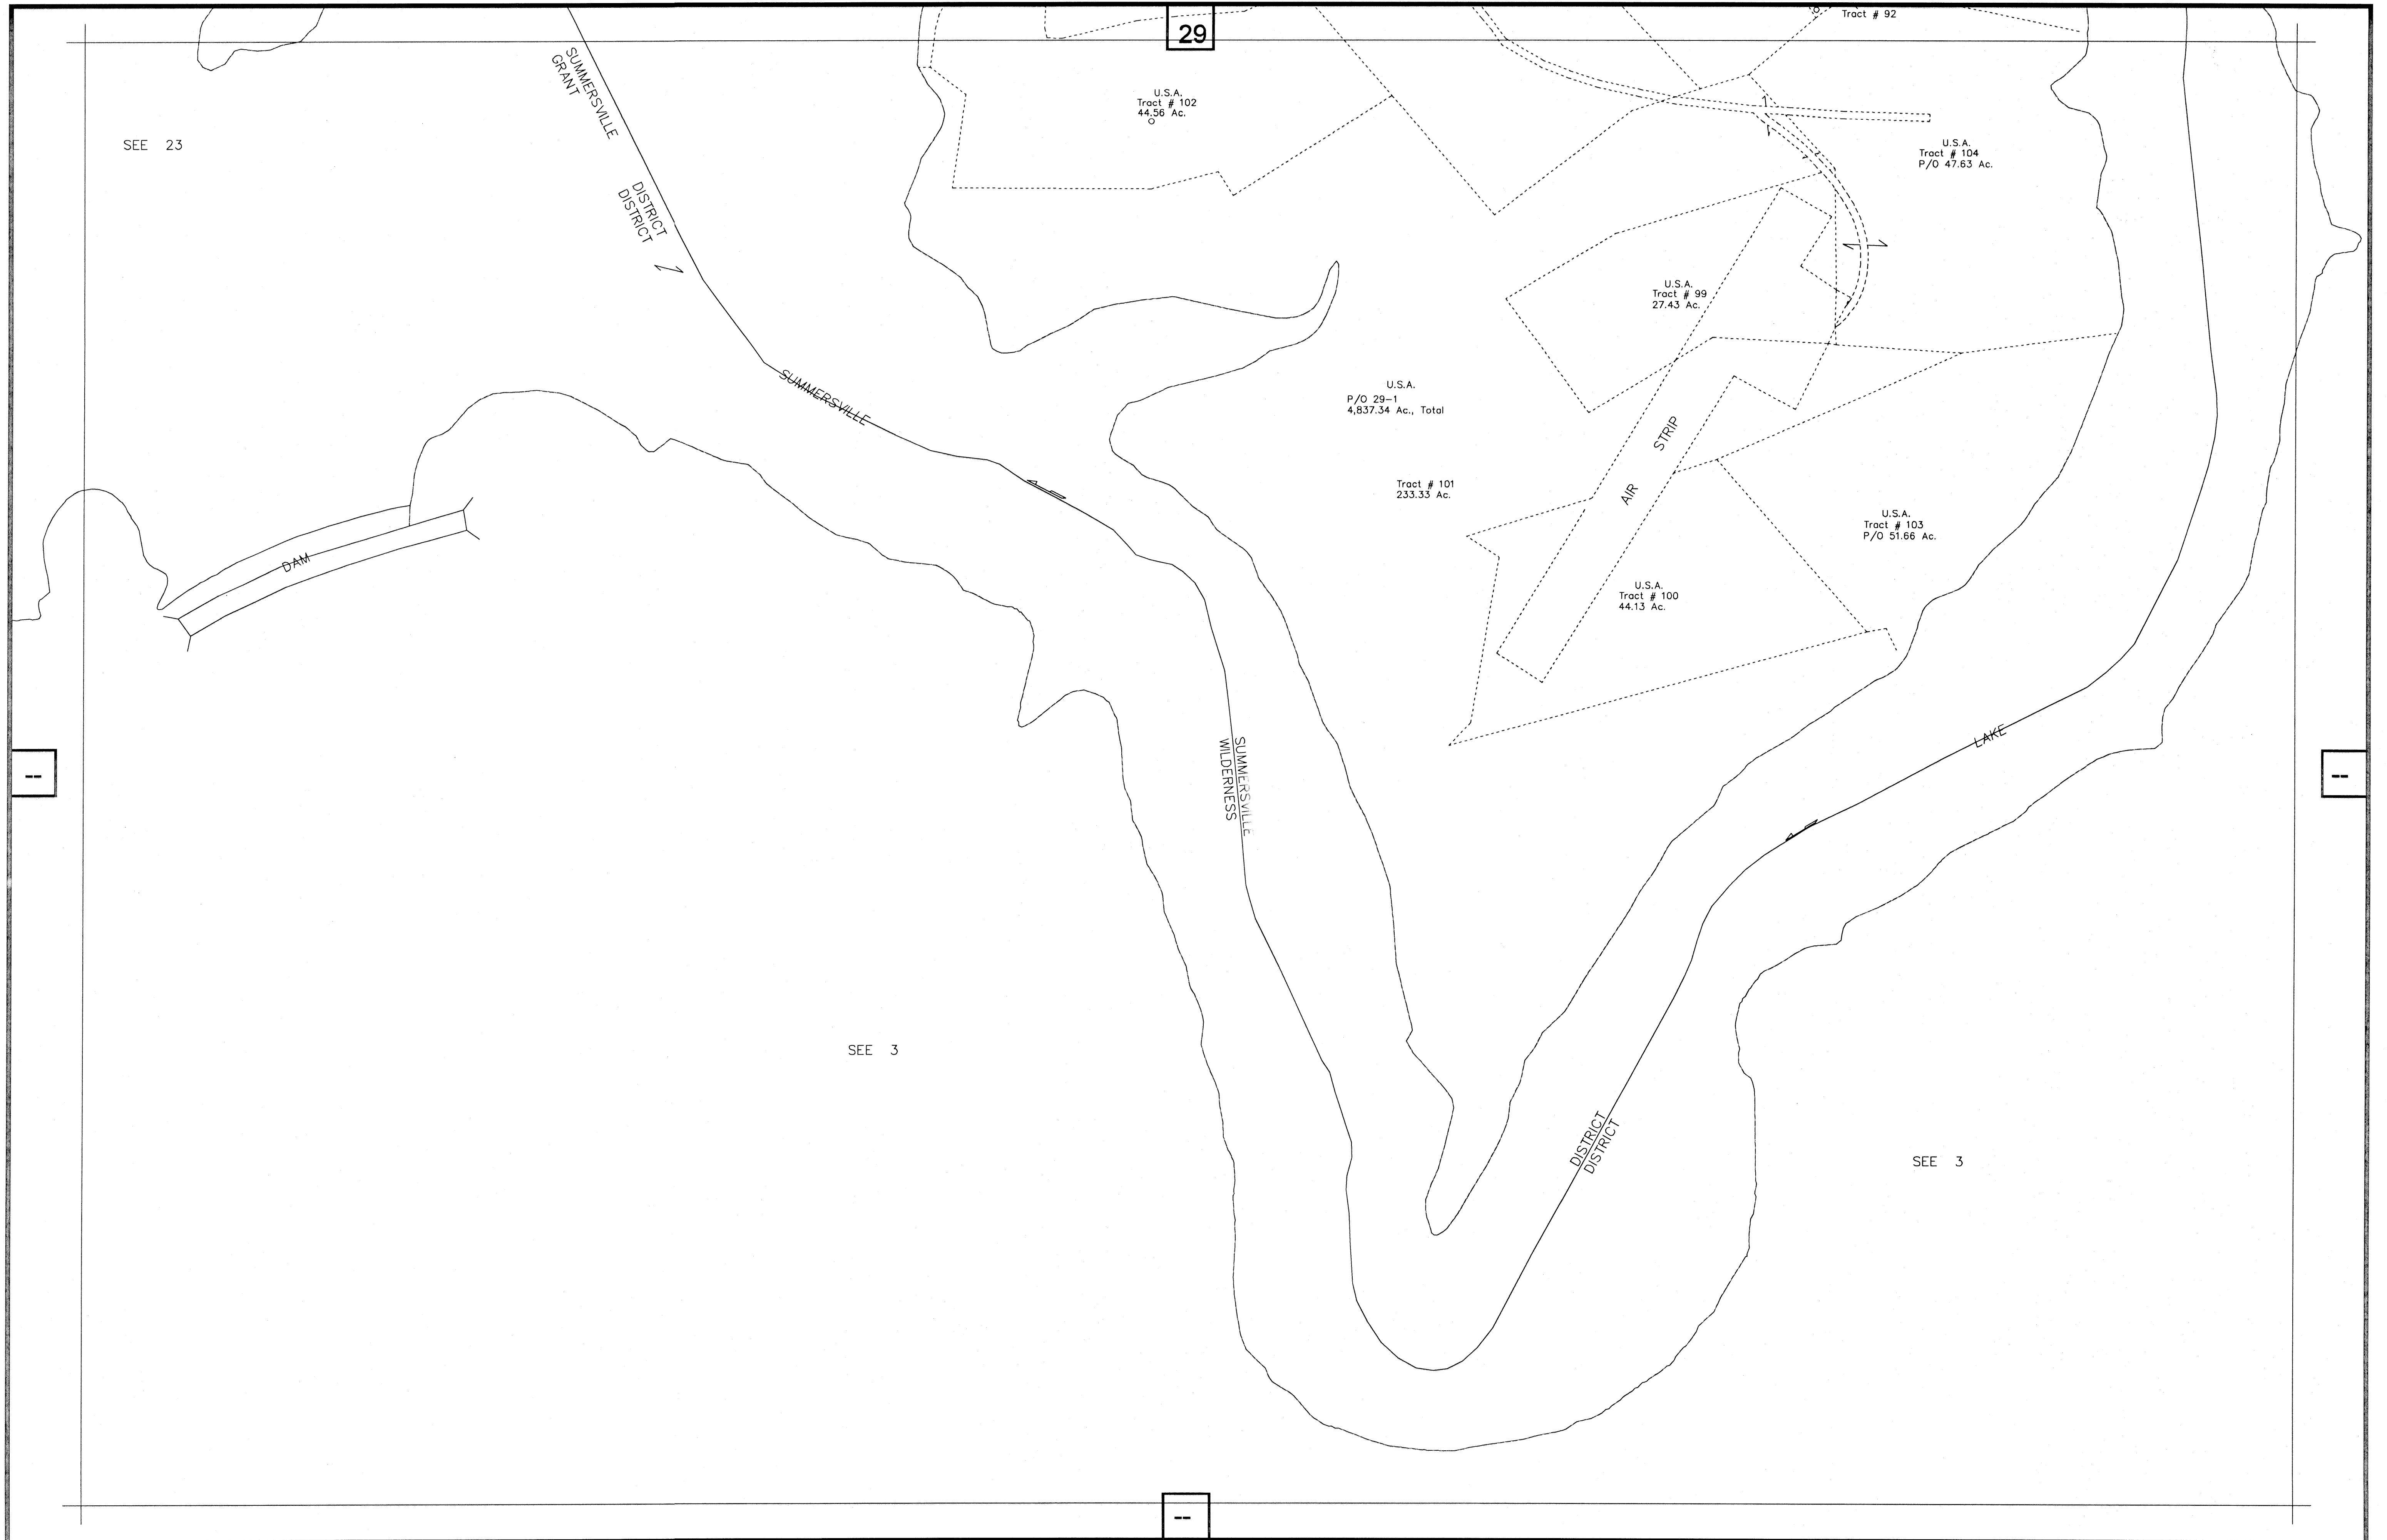 29
Tract # 92
SUMMERSVILLE
GRANT
DISTRICT
DISTRICT
SEE 23
U.S.A.
Tract # 102
44.56 Ac.
U.S.A.
Tract # 104
P/O 47.63 Ac.
U.S.A.
Tract # 99
27.43 Ac.
U.S.A.
P/O 29-1
4,837.34 Ac., Total
SUMMERSVILLE
AIR STRIP
Tract # 101
233.33 Ac.
U.S.A.
Tract # 103
P/O 51.66 Ac.
DAM
U.S.A.
Tract # 100
44.13 Ac.
LAKE
SUMMERSVILLE
WILDERNESS
--
--
SEE 3
DISTRICT
DISTRICT
SEE 3
--